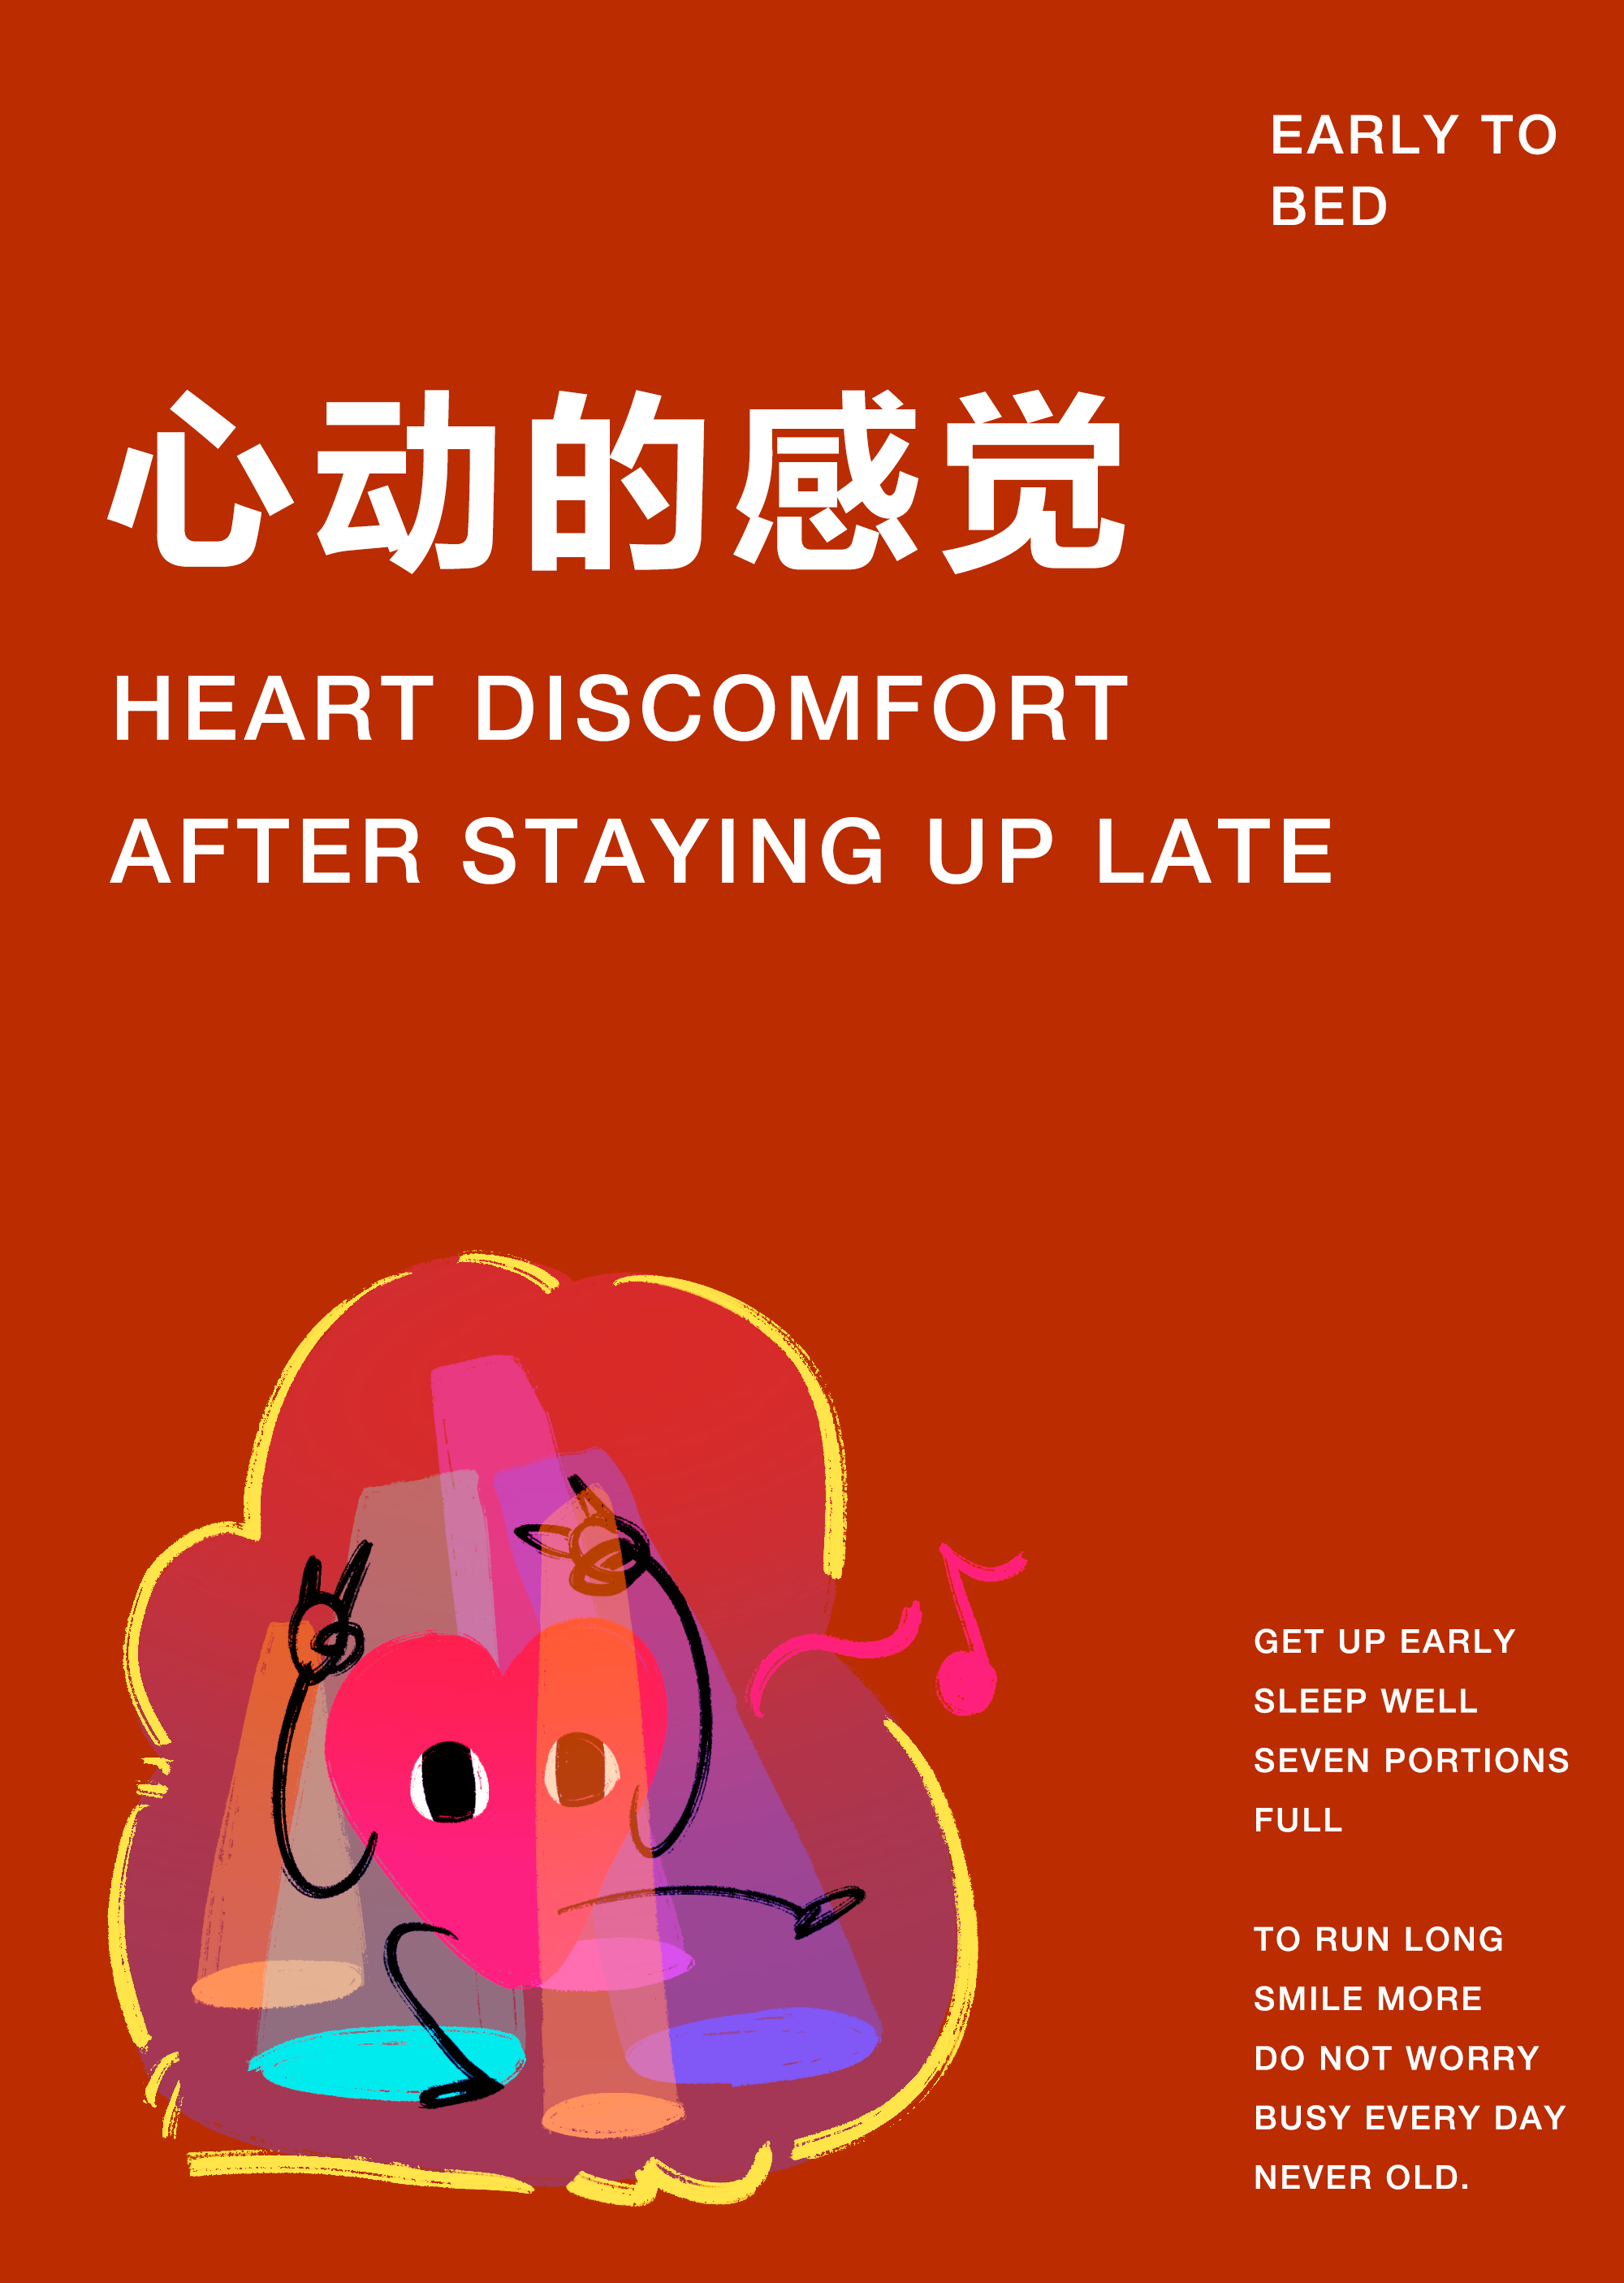 EARLY TO
BED
心动的感觉
HEART DISCOMFORT
AFTER STAYING UP LATE
GET UP EARLY
SLEEP WELL
SEVEN PORTIONS
FULL
TO RUN LONG
SMILE MORE
DO NOT WORRY
BUSY EVERY DAY
NEVER OLD.